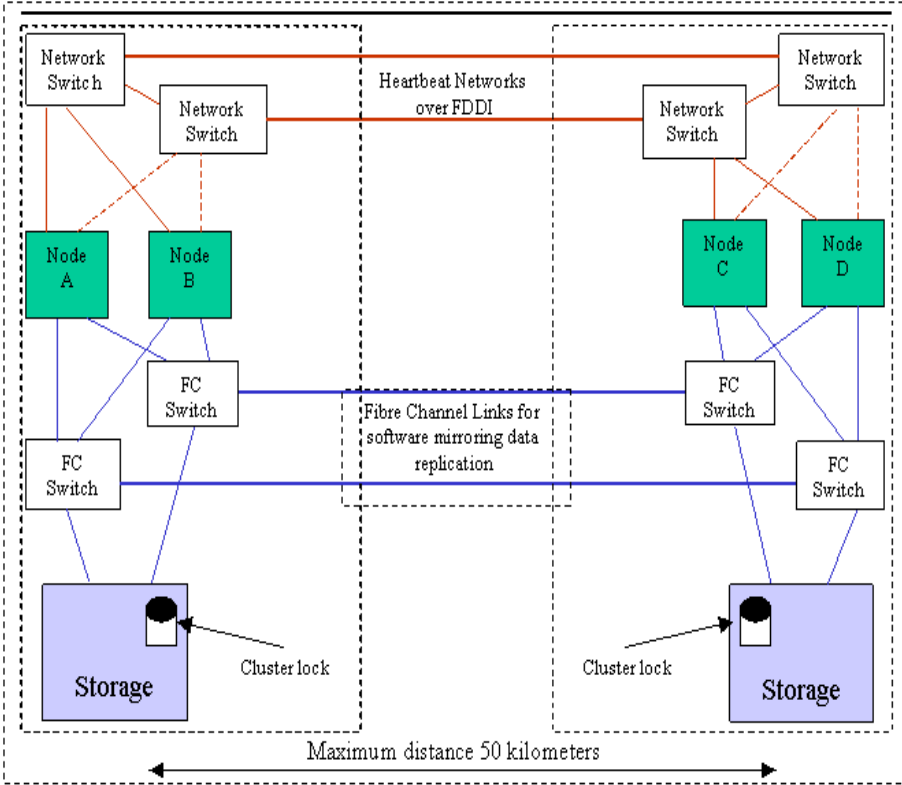 Network
Switch
Network
Switch
Heartbeat Networks
over FDDI
Network
Switch
Network
Switch
Node
A
Node
B
Node
C
Node
D
FC
Switch
FC
Switch
Fibre Channel Links for
software mirroring data
replication
FC
Switch
FC
Switch
Storage
Cluster lock
Cluster lock
Storage
Maximum distance 50 kilometers